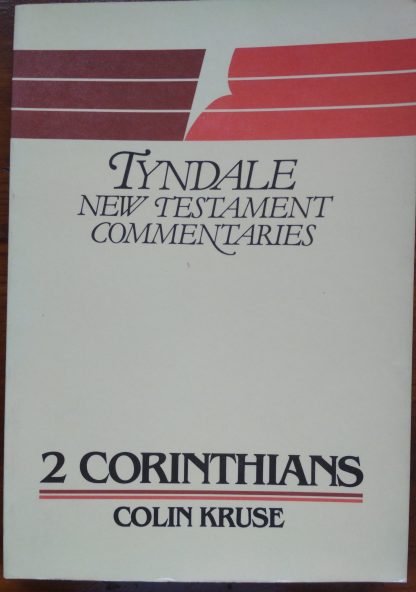 TYNDALE
NEW TESTAMENT
COMMENTARIES
2 CORINTHIANS
COLIN KRUSE